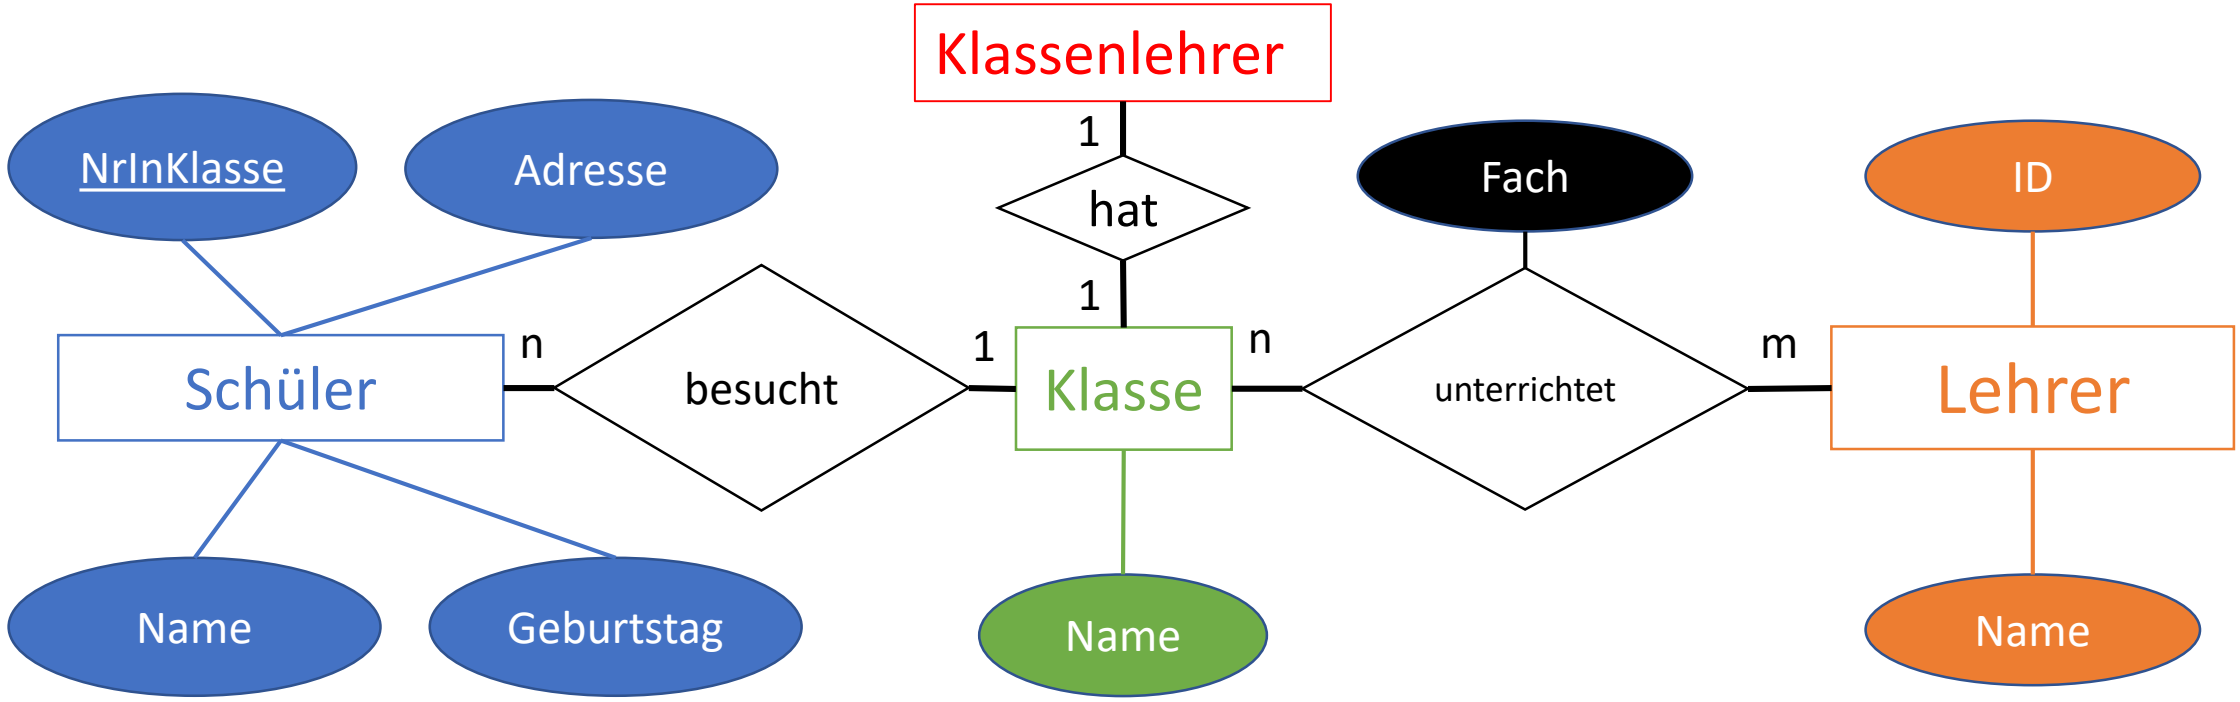 Klassenlehrer
1
NrInKlasse
Adresse
hat
Fach
ID
1
Schüler
n
besucht
1
Klasse
n
unterrichtet
m
Lehrer
Name
Geburtstag
Name
Name